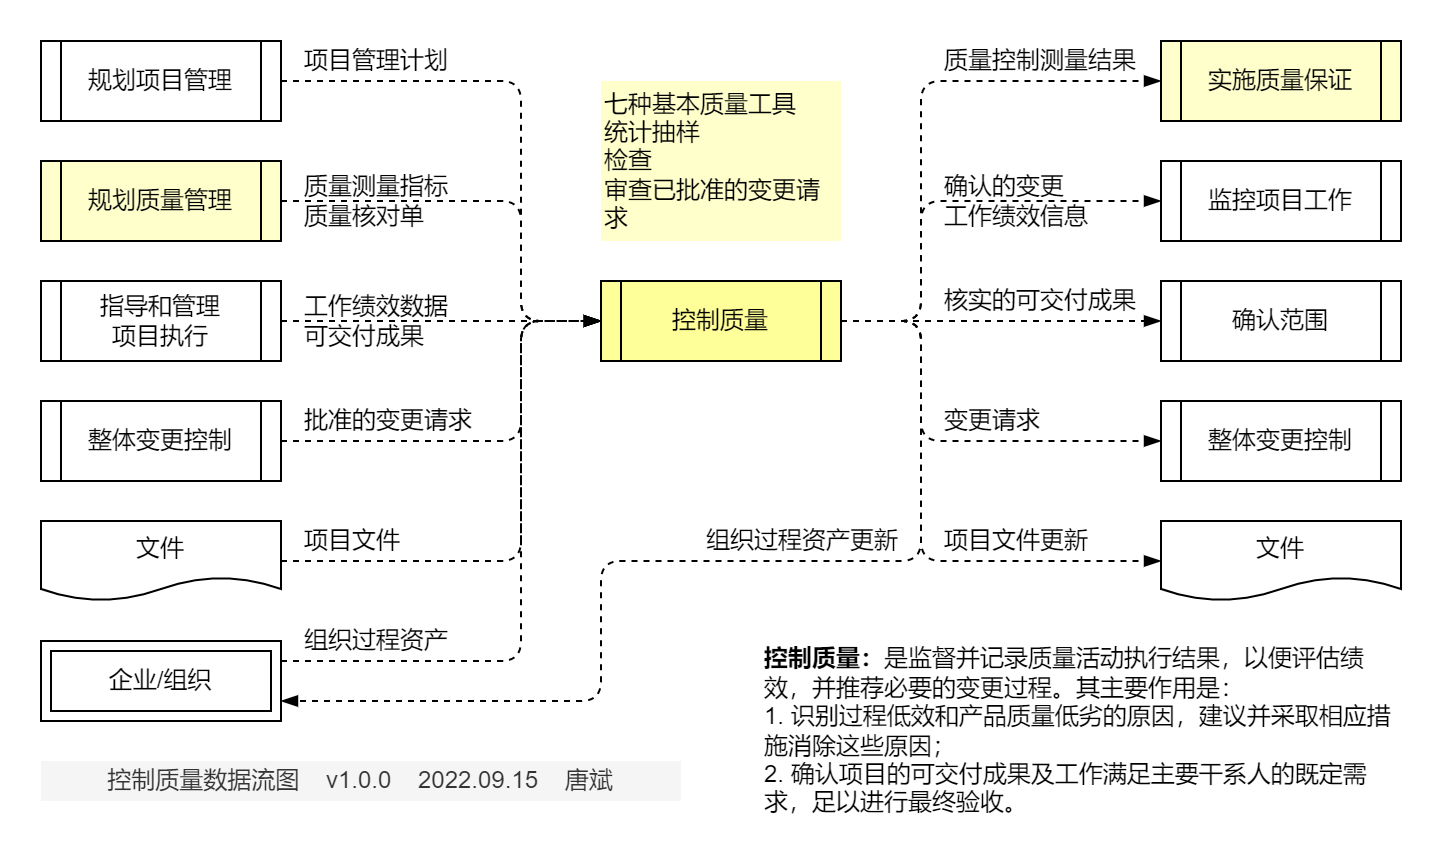 规划项目管理
项目管理计划
规划质量管理
质量测量指标
质量核对单
指导和管理
项目执行
工作绩效数据
可交付成果
整体变更控制
批准的变更请求
文件
项目文件
企业/组织
组织过程资产
七种基本质量工具
统计抽样
检查
审查已批准的变更请
求
控制质量
质量控制测量结果
实施质量保证
确认的变更
工作绩效信息
监控项目工作
核实的可交付成果
确认范围
变更请求
整体变更控制
组织过程资产更新
项目文件更新
文件
控制质量：是监督并记录质量活动执行结果，以便评估绩
效，并推荐必要的变更过程。其主要作用是：
1. 识别过程低效和产品质量低劣的原因，建议并采取相应措
施消除这些原因；
2. 确认项目的可交付成果及工作满足主要干系人的既定需
求，足以进行最终验收。
控制质量数据流图 v1.0.0 2022.09.15 唐斌